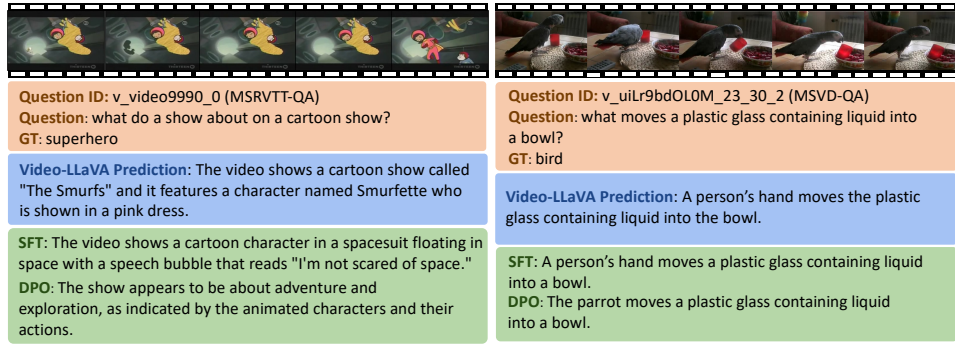 Question ID: v_video9990_0 (MSRVTT-QA)
Question: what do a show about on a cartoon show?
GT: superhero
Video-LLaVA Prediction: The video shows a cartoon show called
"The Smurfs" and it features a character named Smurfette who
is shown in a pink dress.
SFT: The video shows a cartoon character in a spacesuit floating in
space with a speech bubble that reads "I'm not scared of space."
DPO: The show appears to be about adventure and
exploration, as indicated by the animated characters and their
actions.
Question ID: v_uiLr9bdOL0M_23_30_2 (MSVD-QA)
Question: what moves a plastic glass containing liquid into
a bowl?
GT: bird
Video-LLaVA Prediction: A person's hand moves the plastic
glass containing liquid into the bowl.
SFT: A person's hand moves a plastic glass containing liquid
into a bowl.
DPO: The parrot moves a plastic glass containing liquid
into a bowl.